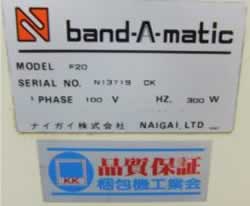 band-A-matic
MODEL F20
SERIAL NO. N13719 CK
1 PHASE 100 V HZ. 300 W
ナイガイ株式会社 NAIGAI, LTD
品質保証
KK
梱包機工業会